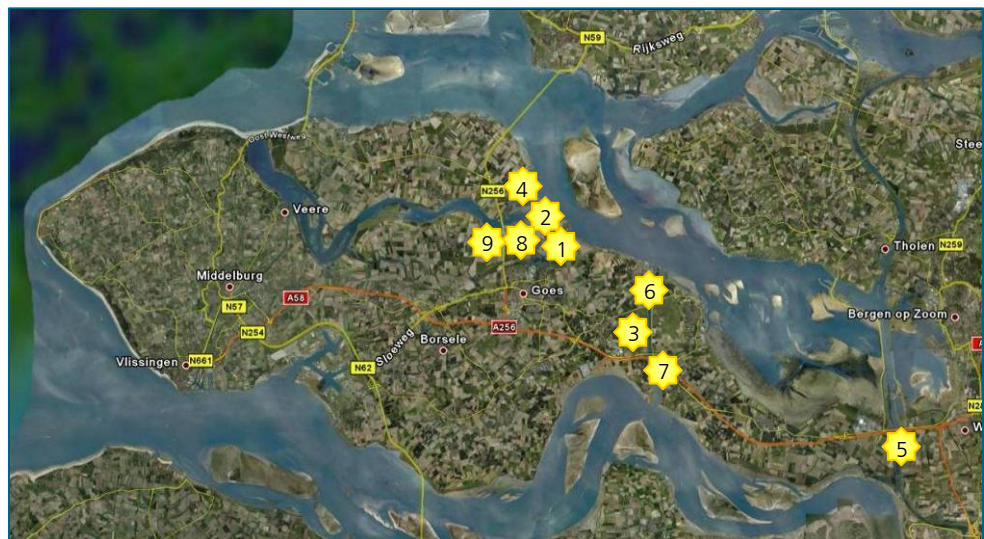 N59
Rijksweg
Oost Westweg
Stee
N256
4
2
Veere
9
8
1
Tholen
N259
Middelburg
A58
Goes
6
Bergen op Zoom
N57
N254
A256
3
Borsele
Sloeweg
A
Vlissingen
N661
N62
7
N28
W
5